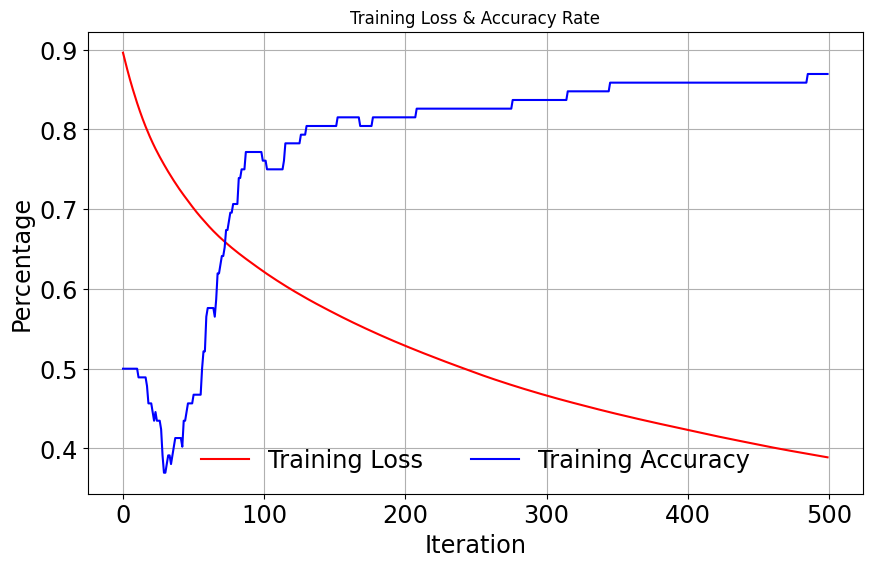 Training Loss & Accuracy Rate
0.9
0.8
0.7
0.6
0.5
0.4
Percentage
Training Loss Training Accuracy
0 100 200 300 400 500
Iteration